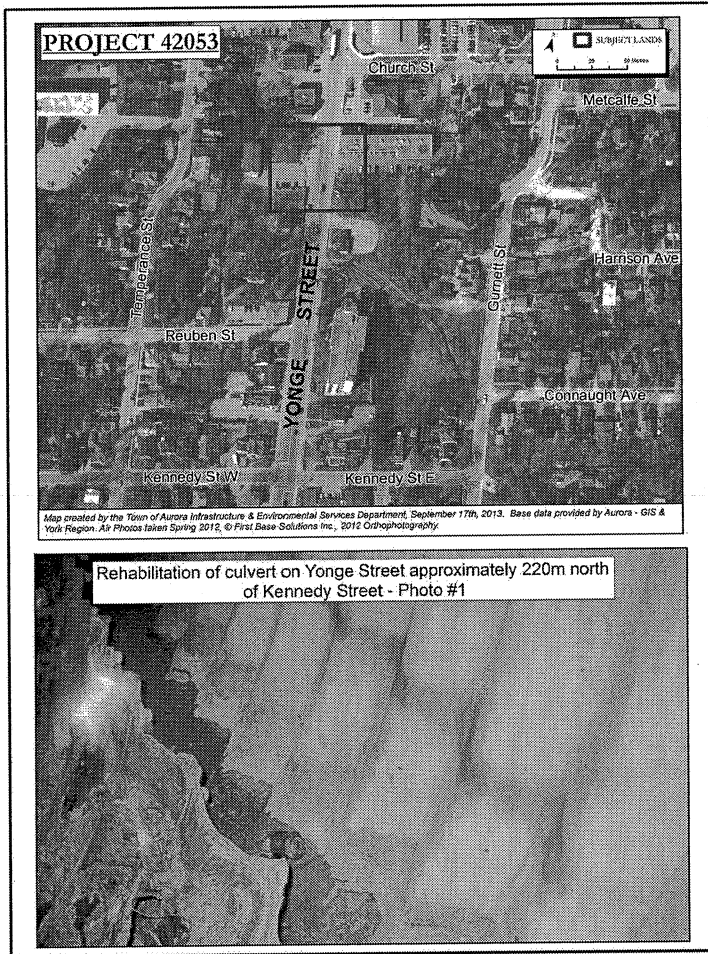 PROJECT 42053
SUBJECT LANDS
0
Church St
Metcalfe St
Temperance St
Gurnett St
Harrison Ave
YONGE STREET
Reuben St
Connaught Ave
Kennedy St W
Kennedy St E
Map created by the Town of Aurora Infrastructure & Environmental Services Department, September 17th, 2013. Base data provided by Aurora - GIS &
York Region. Air Photos taken Spring 2012, © First Base Solutions Inc., 2012 Orthophotography.
Rehabilitation of culvert on Yonge Street approximately 220m north
of Kennedy Street - Photo #1